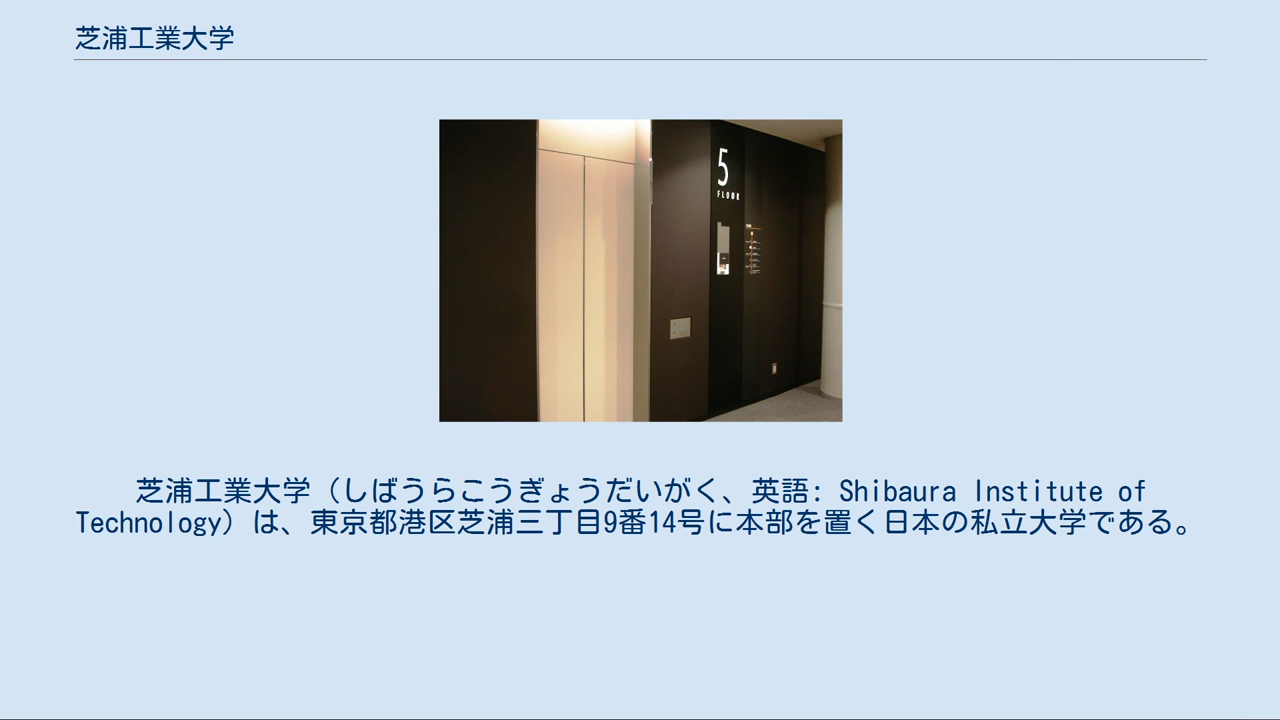 芝浦工業大学
5
FLOOR
芝浦工業大学（しばうらこうぎょうだいがく、英語: Shibaura Institute of
Technology）は、東京都港区芝浦三丁目9番14号に本部を置く日本の私立大学である。